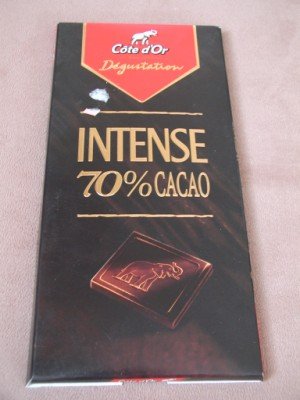 Côte d'Or
Dégustation
INTENSE
70% CACAO